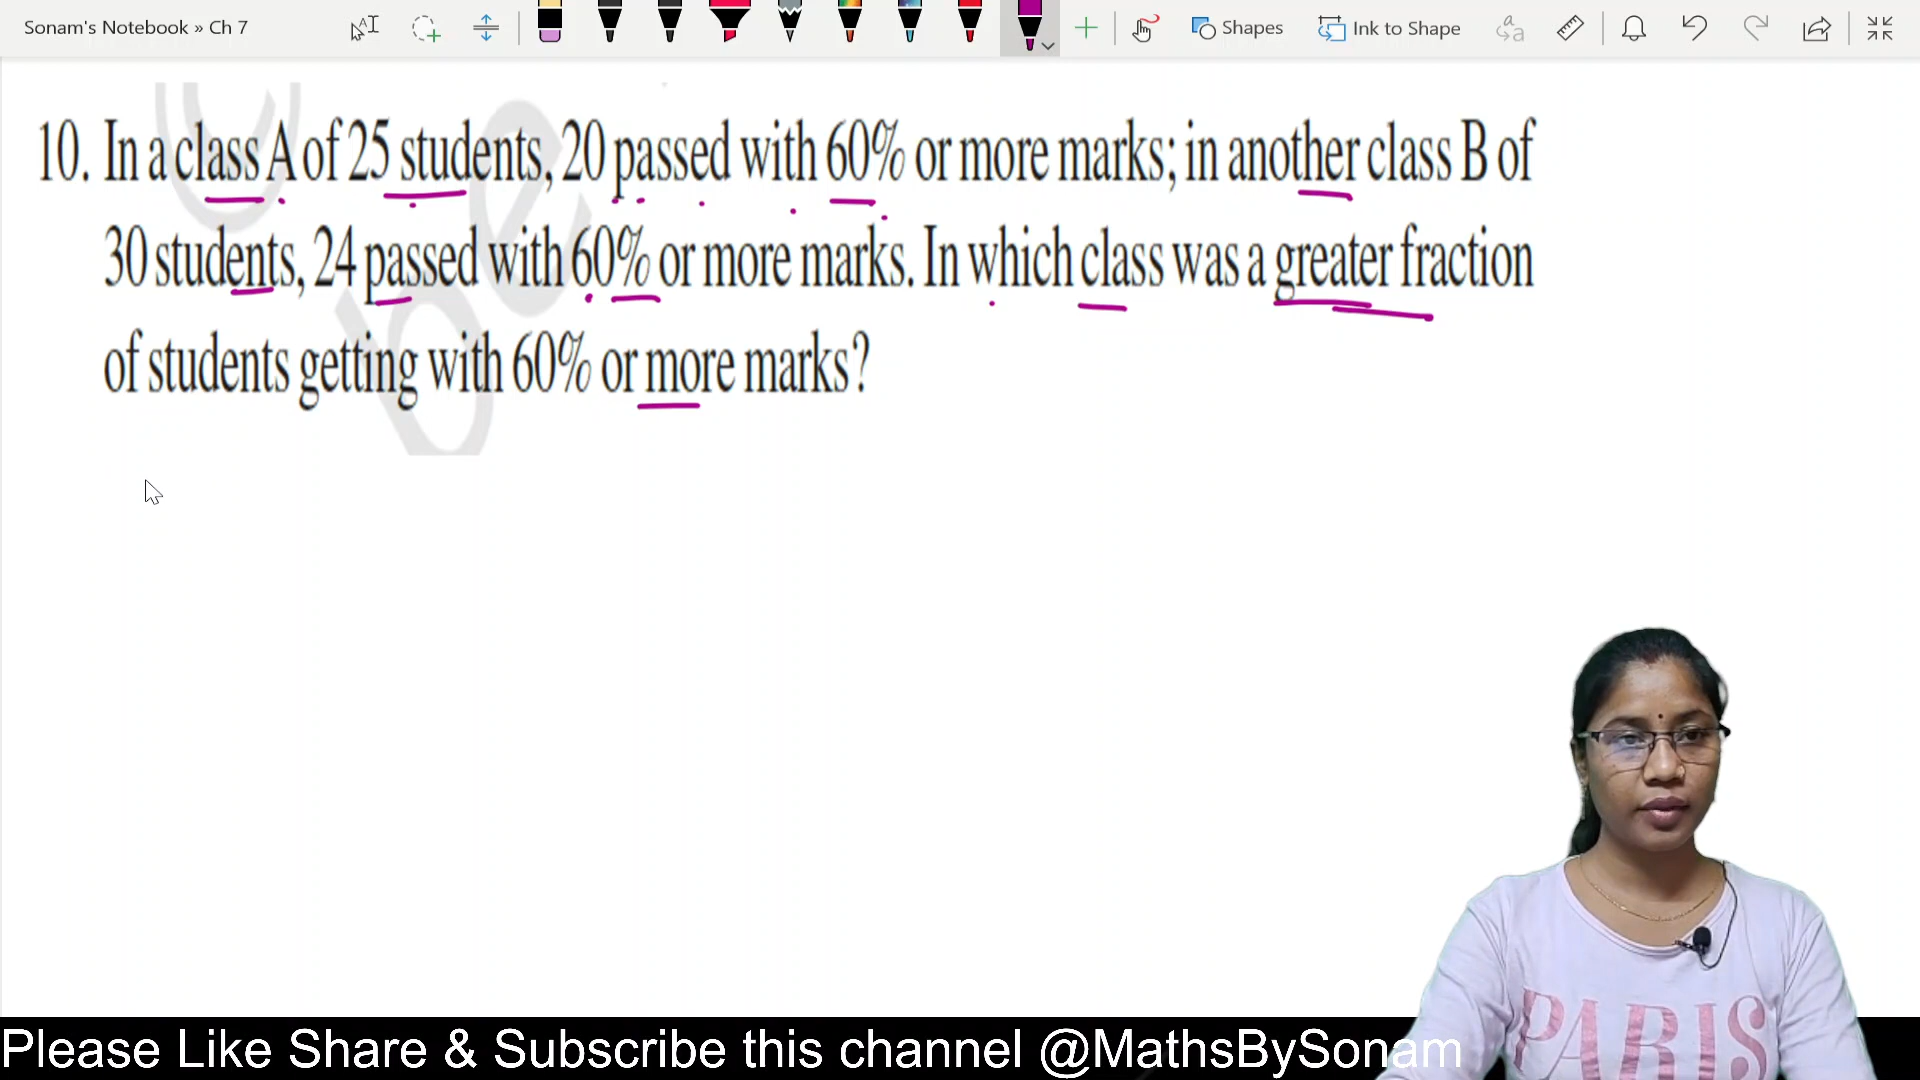 Sonam's Notebook » Ch 7
Shapes
Ink to Shape
10. In a class A of 25 students, 20 passed with 60% or more marks; in another class B of
30 students, 24 passed with 60% or more marks. In which class was a greater fraction
of students getting with 60% or more marks?
be
PARIS
Please Like Share & Subscribe this channel @MathsBySonam